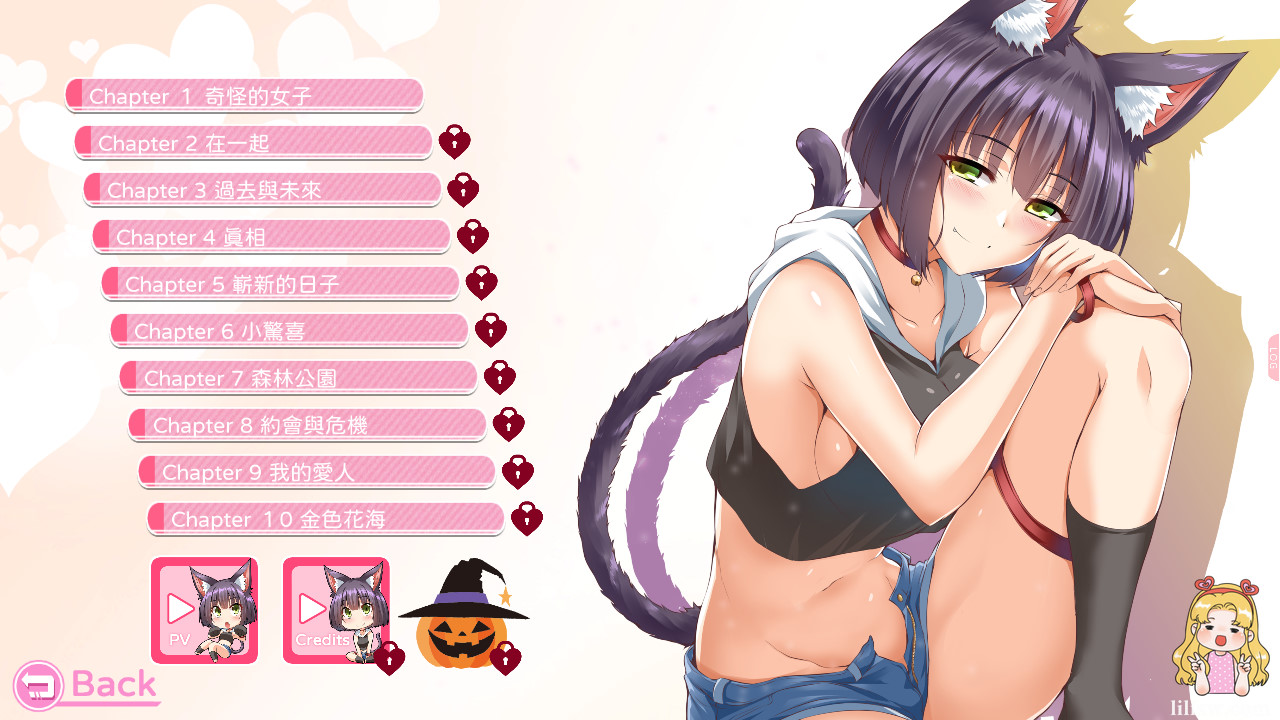 Chapter 1 奇怪的女子
Chapter 2 在一起
Chapter 3 過去與未來
Chapter 4 眞相
Chapter 5 嶄新的日子
Chapter 6 小驚喜
Chapter 7 森林公園
Chapter 8 約會與危機
Chapter 9 我的愛人
Chapter 10 金色花海
PV
Credits
Back
LCG